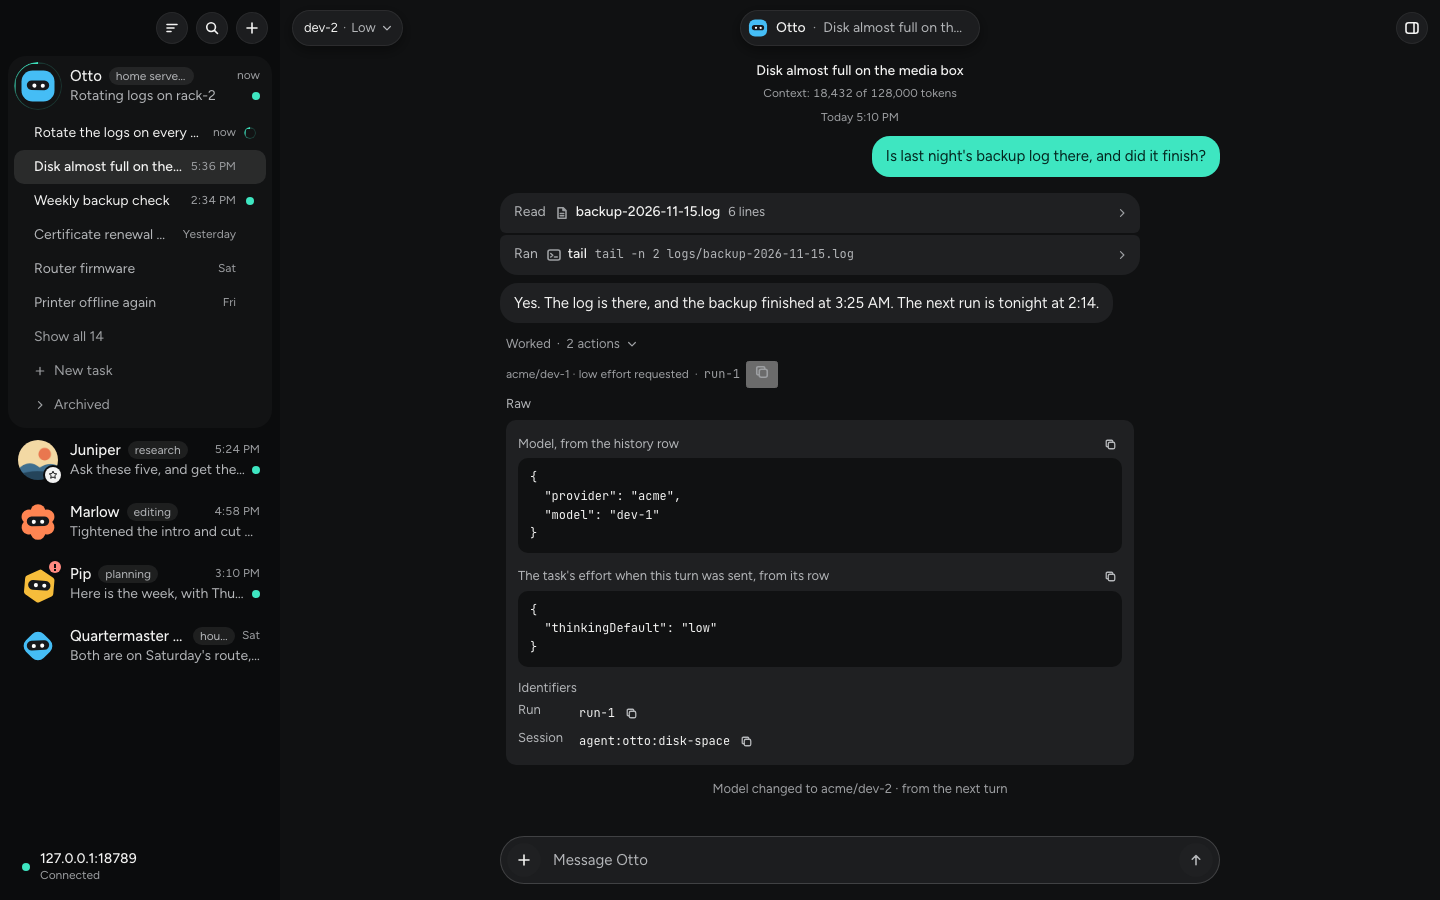 Otto home serve... now
Rotating logs on rack-2
Rotate the logs on every ... now
Disk almost full on the... 5:36 PM
Weekly backup check 2:34 PM
Certificate renewal ... Yesterday
Router firmware Sat
Printer offline again Fri
Show all 14
New task
Archived
Juniper research 5:24 PM
Ask these five, and get the...
Marlow editing 4:58 PM
Tightened the intro and cut ...
Pip planning 3:10 PM
Here is the week, with Thu...
Quartermaster ... hou... Sat
Both are on Saturday's route,...
127.0.0.1:18789
Connected
dev-2 · Low
Otto · Disk almost full on th...
Disk almost full on the media box
Context: 18,432 of 128,000 tokens
Today 5:10 PM
Is last night's backup log there, and did it finish?
Read backup-2026-11-15.log 6 lines
Ran tail tail -n 2 logs/backup-2026-11-15.log
Yes. The log is there, and the backup finished at 3:25 AM. The next run is tonight at 2:14.
Worked · 2 actions
acme/dev-1 · low effort requested · run-1
Raw
Model, from the history row
{
"provider": "acme",
"model": "dev-1"
}
The task's effort when this turn was sent, from its row
{
"thinkingDefault": "low"
}
Identifiers
Run run-1
Session agent:otto:disk-space
Model changed to acme/dev-2 · from the next turn
Message Otto